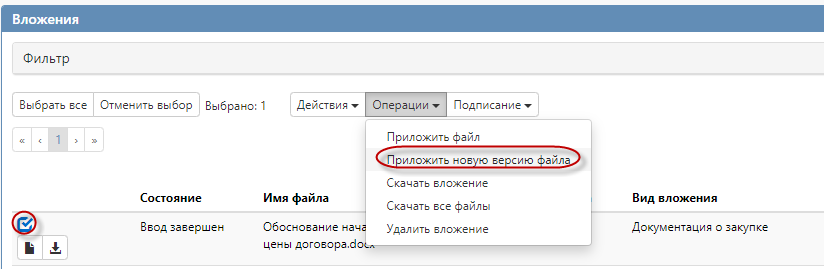 Вложения
Фильтр
Выбрать все Отменить выбор Выбрано: 1 Действия Операции Подписание
« ‹ 1 › »
Приложить файл
Приложить новую версию файла
Скачать вложение
Скачать все файлы
Удалить вложение
Состояние Имя файла Вид вложения
Ввод завершен Обоснование Документация о закупке
цены договора.docx